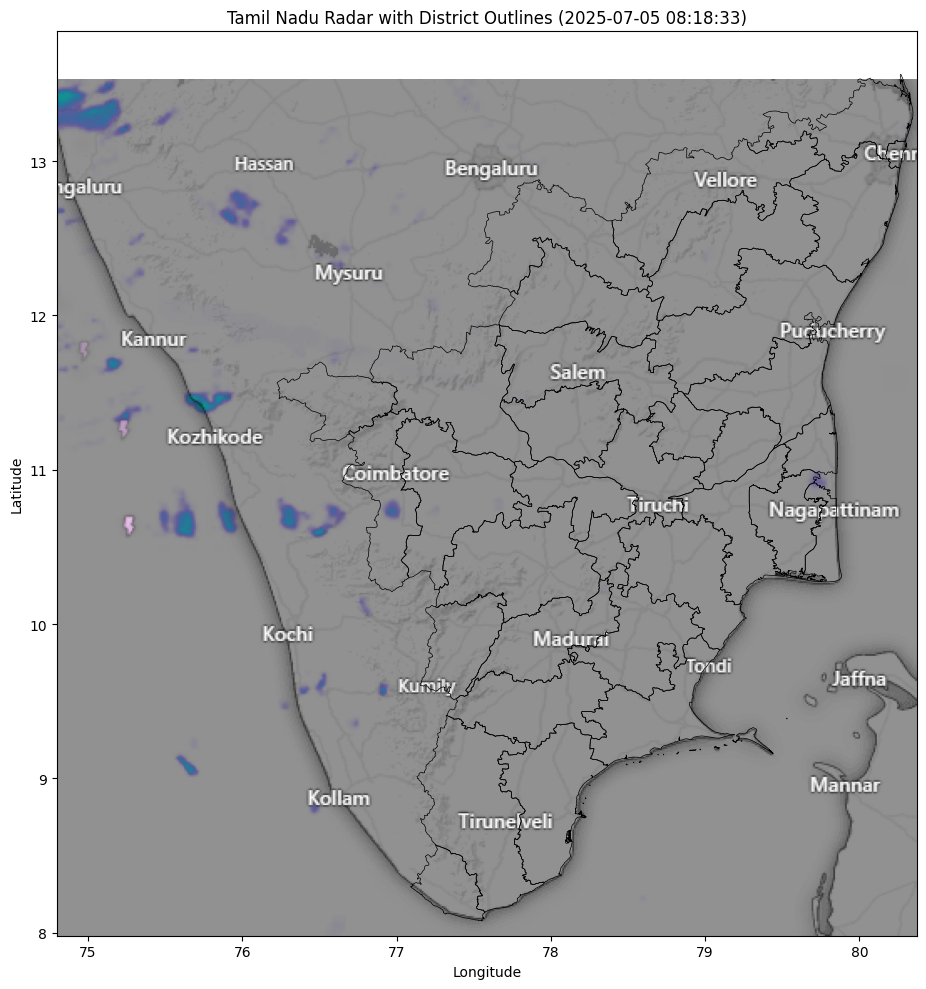 Tamil Nadu Radar with District Outlines (2025-07-05 08:18:33)
Hassan
Bengaluru
Chenn
ngaluru
Vellore
Mysuru
Kannur
Puducherry
Salem
Kozhikode
Coimbatore
Tiruchi
Nagapattinam
Kochi
Madurai
Tondi
Kumily
Jaffna
Kollam
Mannar
Tirunelveli
Latitude
13
12
11
10
9
8
75
76
77
78
79
80
Longitude